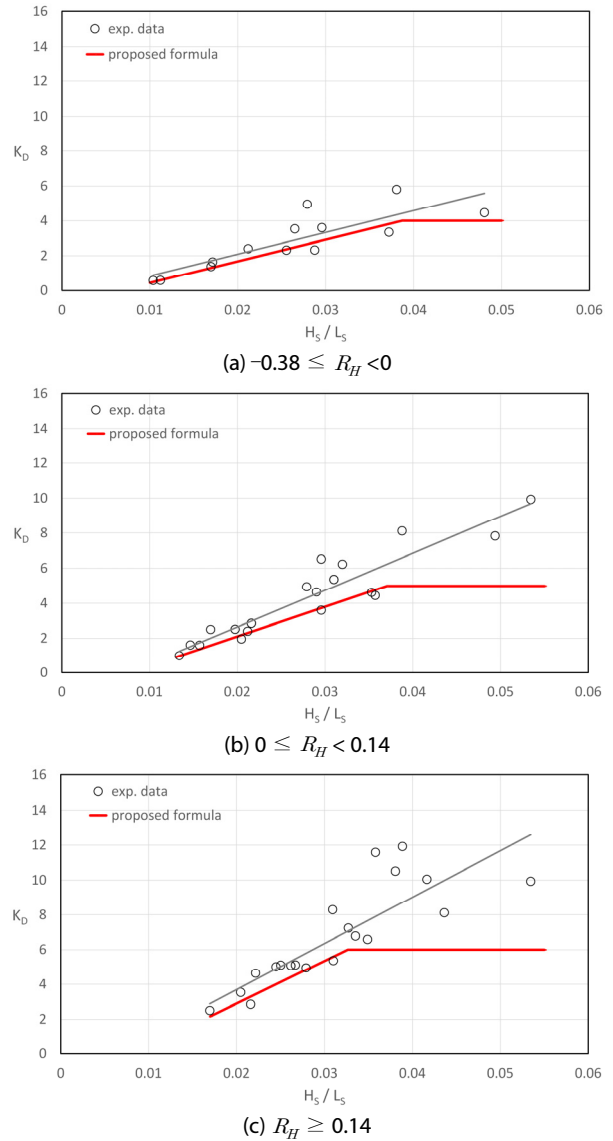 16
exp. data
14
proposed formula
12
10
K_D 8
6
4
2
0
0 0.01 0.02 0.03 0.04 0.05 0.06
H_S / L_S
(a) −0.38 ≤ R_H <0
16
exp. data
14
proposed formula
12
10
K_D 8
6
4
2
0
0 0.01 0.02 0.03 0.04 0.05 0.06
H_S / L_S
(b) 0 ≤ R_H < 0.14
16
exp. data
14
proposed formula
12
10
K_D 8
6
4
2
0
0 0.01 0.02 0.03 0.04 0.05 0.06
H_S / L_S
(c) R_H ≥ 0.14